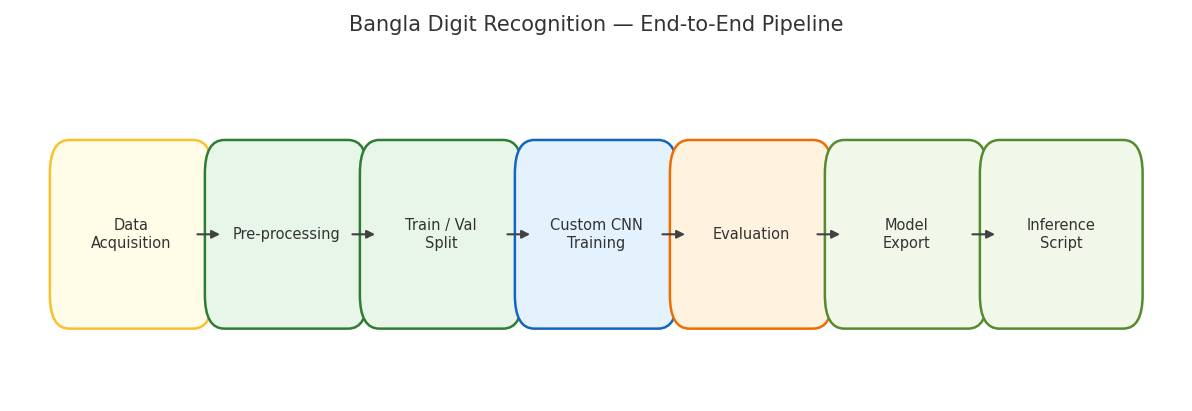 Bangla Digit Recognition — End-to-End Pipeline
Data
Acquisition
Pre-processing
Train / Val
Split
Custom CNN
Training
Evaluation
Model
Export
Inference
Script